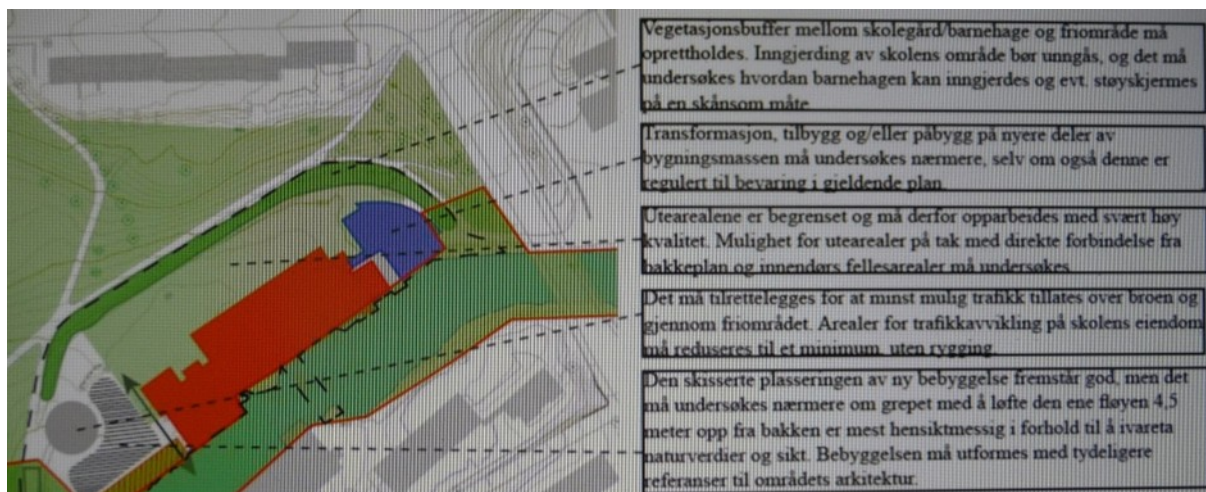 Vegetasjonsbuffer mellom skolegård/barnehage og friområde må
oprettholdes. Inngjerding av skolens område bør unngås, og det må
undersøkes hvordan barnehagen kan inngjerdes og evt. støyskjermes
på en skånsom måte
Transformasjon, tilbygg og/eller påbygg på nyere deler av
bygningsmassen må undersøkes nærmere, selv om også denne er
regulert til bevaring i gjeldende plan.
Utearealene er begrenset og må derfor opparbeides med svært høy
kvalitet. Mulighet for utearealer på tak med direkte forbindelse fra
bakkeplan og innendørs fellesarealer må undersøkes.
Det må tilrettelegges for at minst mulig trafikk tillates over broen og
gjennom friområdet. Arealer for trafikkavvikling på skolens eiendom
må reduseres til et minimum, uten rygging.
Den skisserte plasseringen av ny bebyggelse fremstår god, men det
må undersøkes nærmere om grepet med å løfte den ene fløyen 4,5
meter opp fra bakken er mest hensiktmessig i forhold til å ivareta
naturverdier og sikt. Bebyggelsen må utformes med tydeligere
referanser til områdets arkitektur.